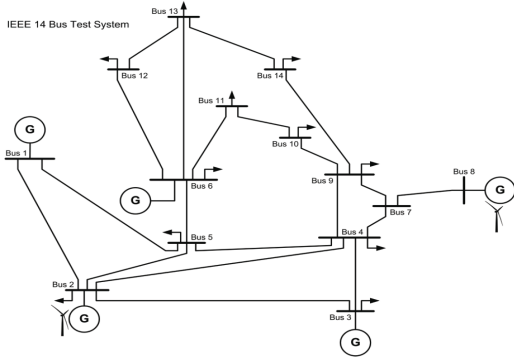 Bus 13
IEEE 14 Bus Test System
Bus 12
Bus 14
Bus 11
G
Bus 10
Bus 1
Bus 8
Bus 9
Bus 6
G
G
Bus 7
Bus 5
Bus 4
Bus 2
G
Bus 3
G